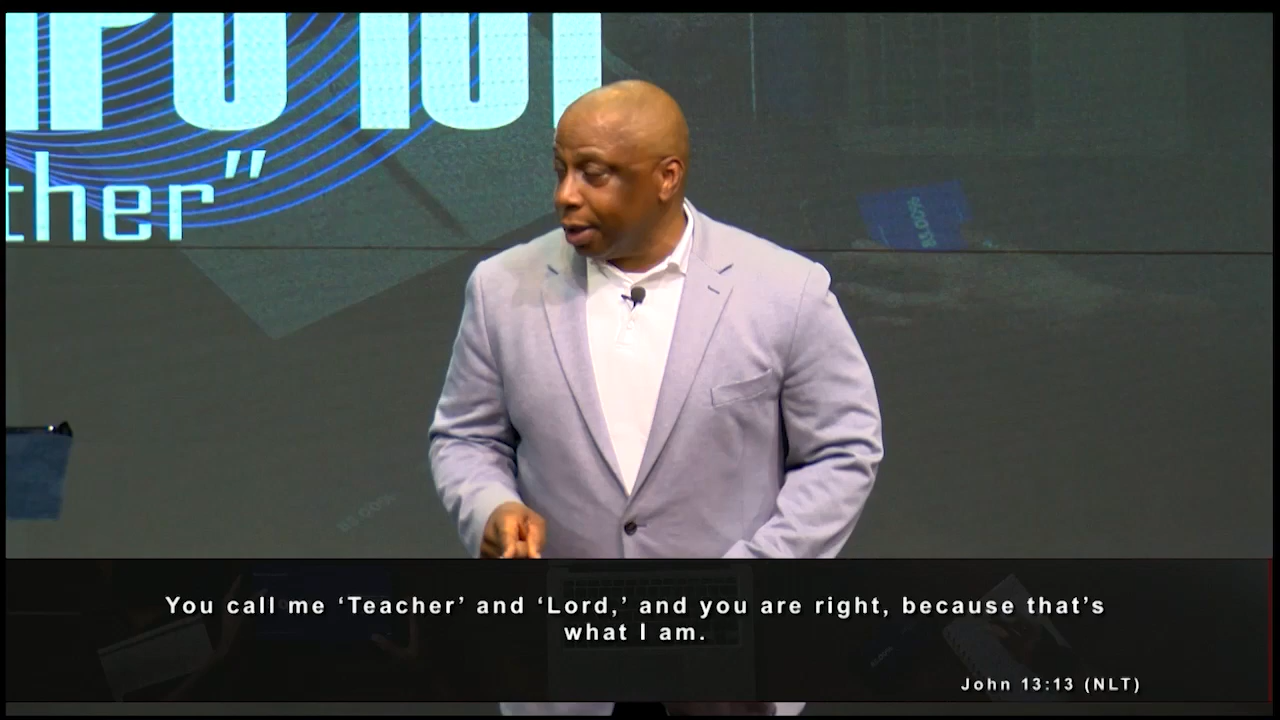 ther”
You call me ‘Teacher’ and ‘Lord,’ and you are right, because that’s
what I am.
John 13:13 (NLT)